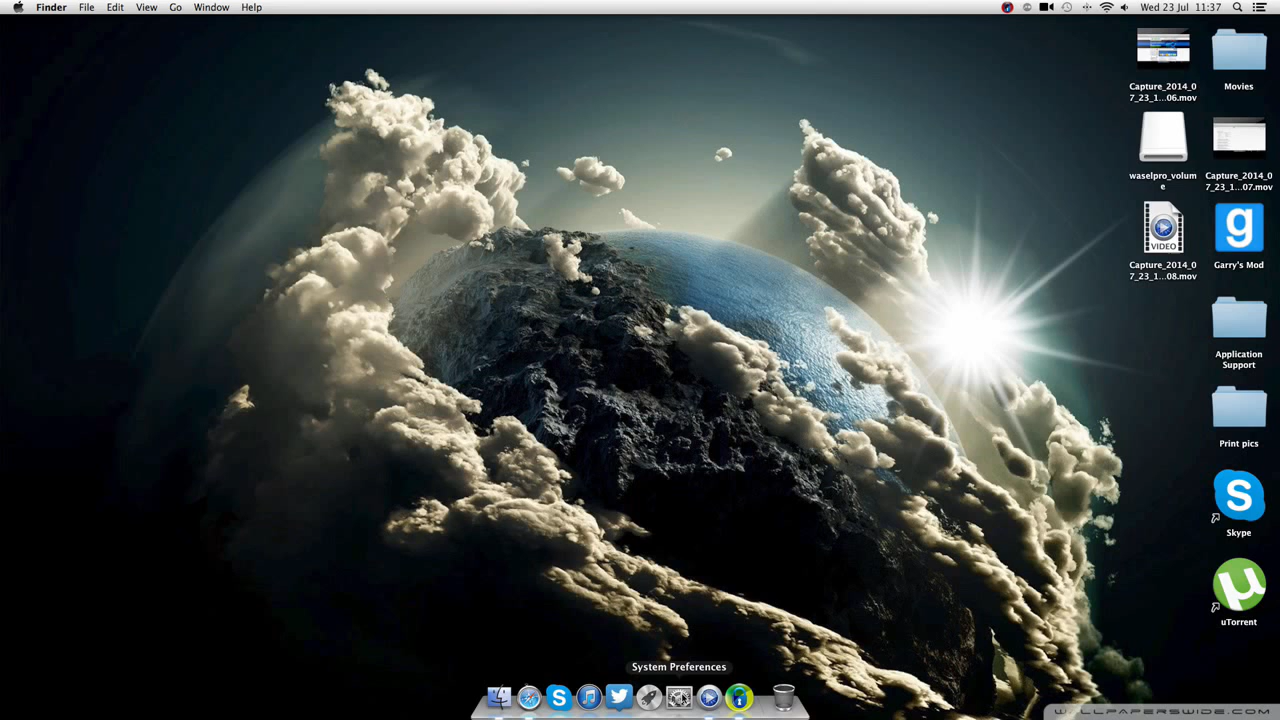 Finder File Edit View Go Window Help
Wed 23 Jul 11:37
Capture_2014_0
7_23_1...06.mov
Movies
waselpro_volum
e
Capture_2014_0
7_23_1...07.mov
VIDEO
Capture_2014_0
7_23_1...08.mov
g
Garry's Mod
Application
Support
Print pics
S
Skype
µ
uTorrent
System Preferences
S
WALLPAPERSWIDE.COM